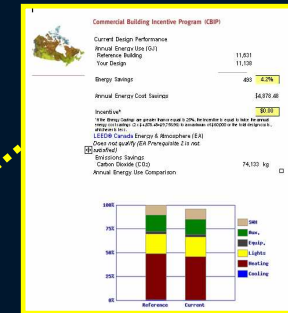 Commercial Building Incentive Program (CBIP)
Current Design Performance
Annual Energy Use (GJ)
Reference Building 11,631
Your Design 11,138
Energy Savings 493 4.2%
Annual Energy Cost Savings $4,878.48
Incentive* $0.00
LEED® Canada Energy & Atmosphere (EA)
Does not qualify (EA Prerequisite 2 is not
satisfied)
Emissions Savings
Carbon Dioxide (CO2) 74,133 kg
Annual Energy Use Comparison
100%
75%
50%
25%
0%
Reference Current
SHW
Aux.
Equip.
Lights
Heating
Cooling